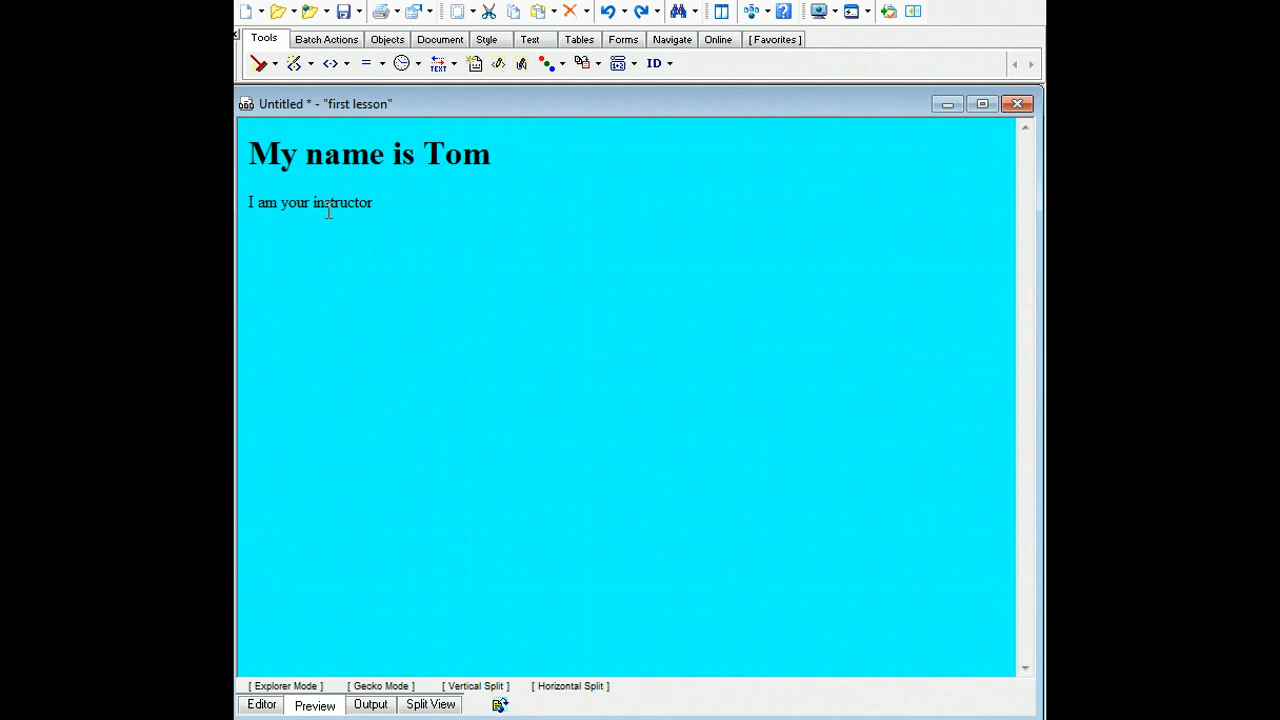 Tools Batch Actions Objects Document Style Text Tables Forms Navigate Online [ Favorites ]
ID
Untitled * - "first lesson"
My name is Tom
I am your instructor
[ Explorer Mode ] [ Gecko Mode ] [ Vertical Split ] [ Horizontal Split ]
Editor Preview Output Split View